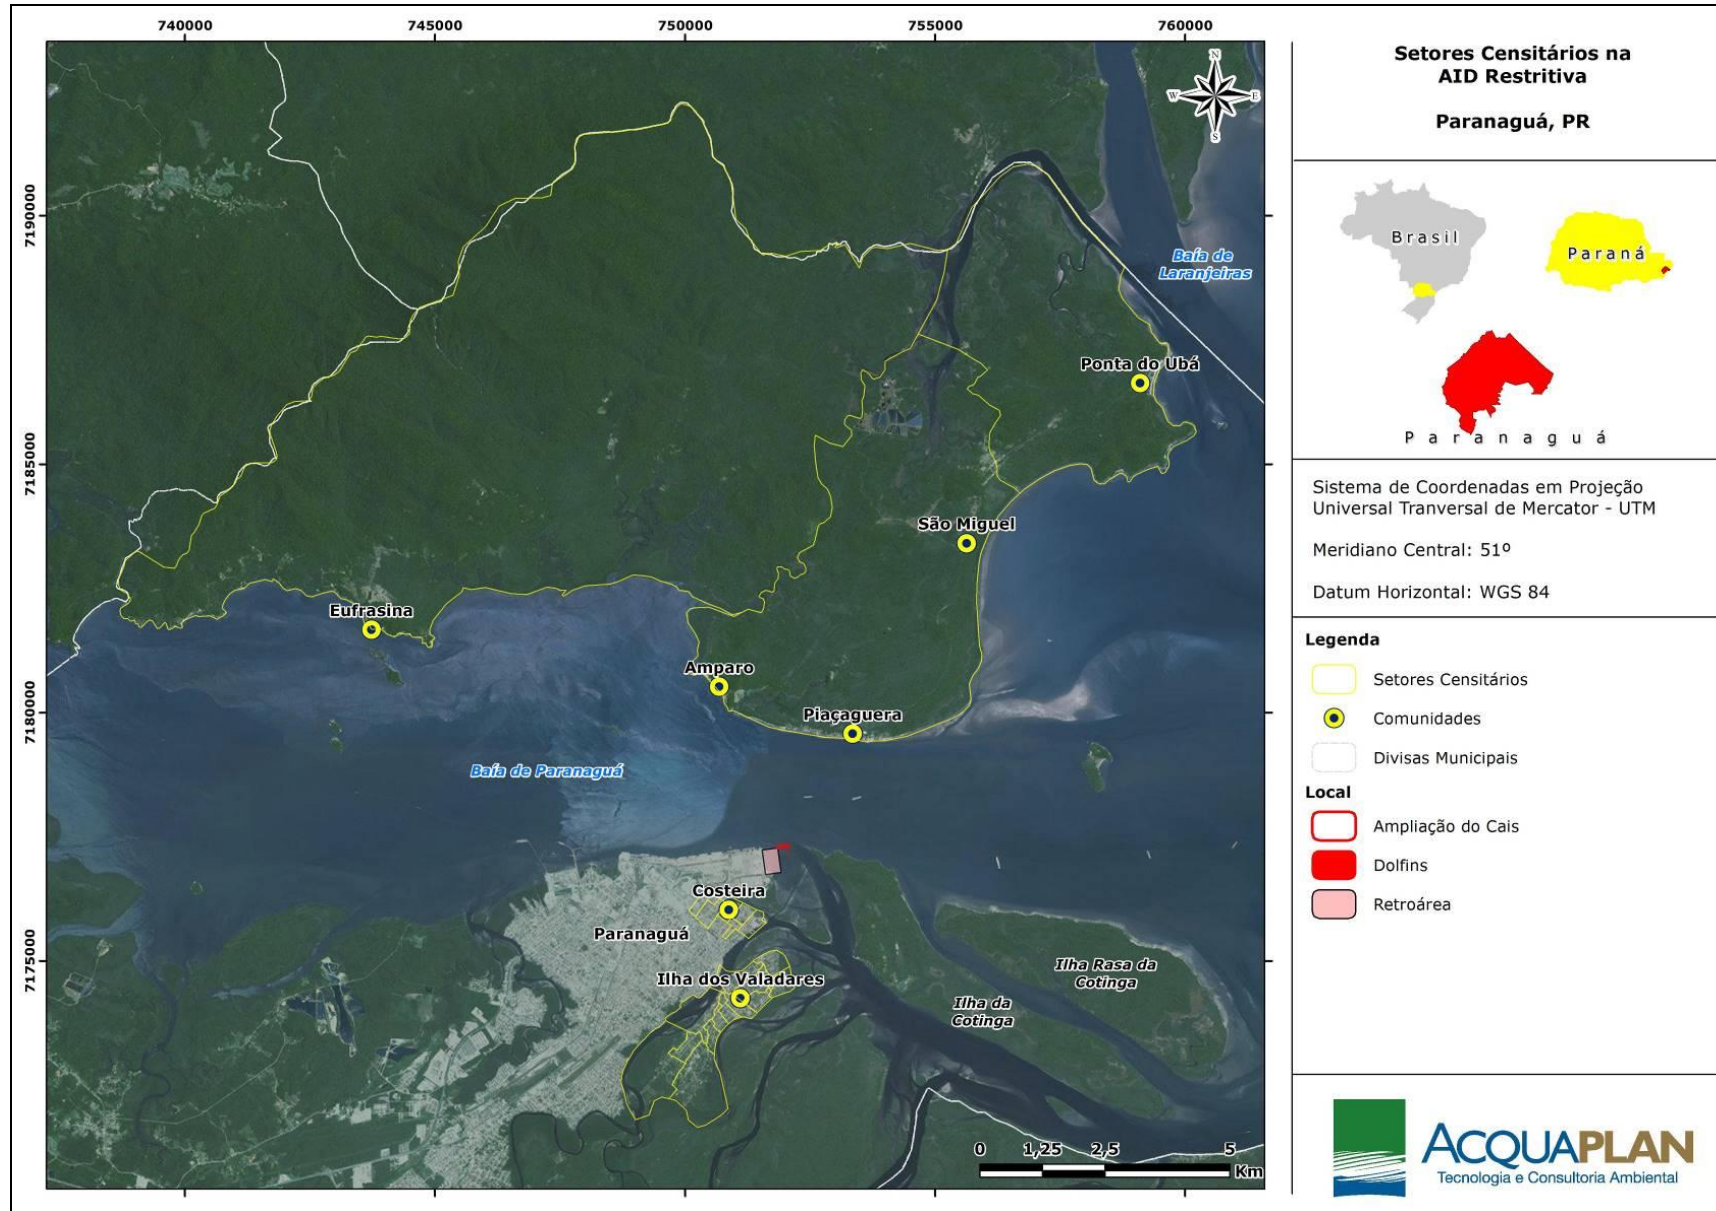 740000
745000
750000
755000
760000
7190000
7185000
7180000
7175000
N
W
E
S
Baía de
Laranjeiras
Ponta do Ubá
São Miguel
Eufrasina
Amparo
Piaçaguera
Baía de Paranaguá
Costeira
Paranaguá
Ilha dos Valadares
Ilha Rasa da
Cotinga
Ilha da
Cotinga
0 1,25 2,5 5
Km
Setores Censitários na
AID Restritiva
Paranaguá, PR
Brasil
Paraná
Paranaguá
Sistema de Coordenadas em Projeção
Universal Tranversal de Mercator - UTM
Meridiano Central: 51º
Datum Horizontal: WGS 84
Legenda
Setores Censitários
Comunidades
Divisas Municipais
Local
Ampliação do Cais
Dolfins
Retroárea
ACQUAPLAN
Tecnologia e Consultoria Ambiental